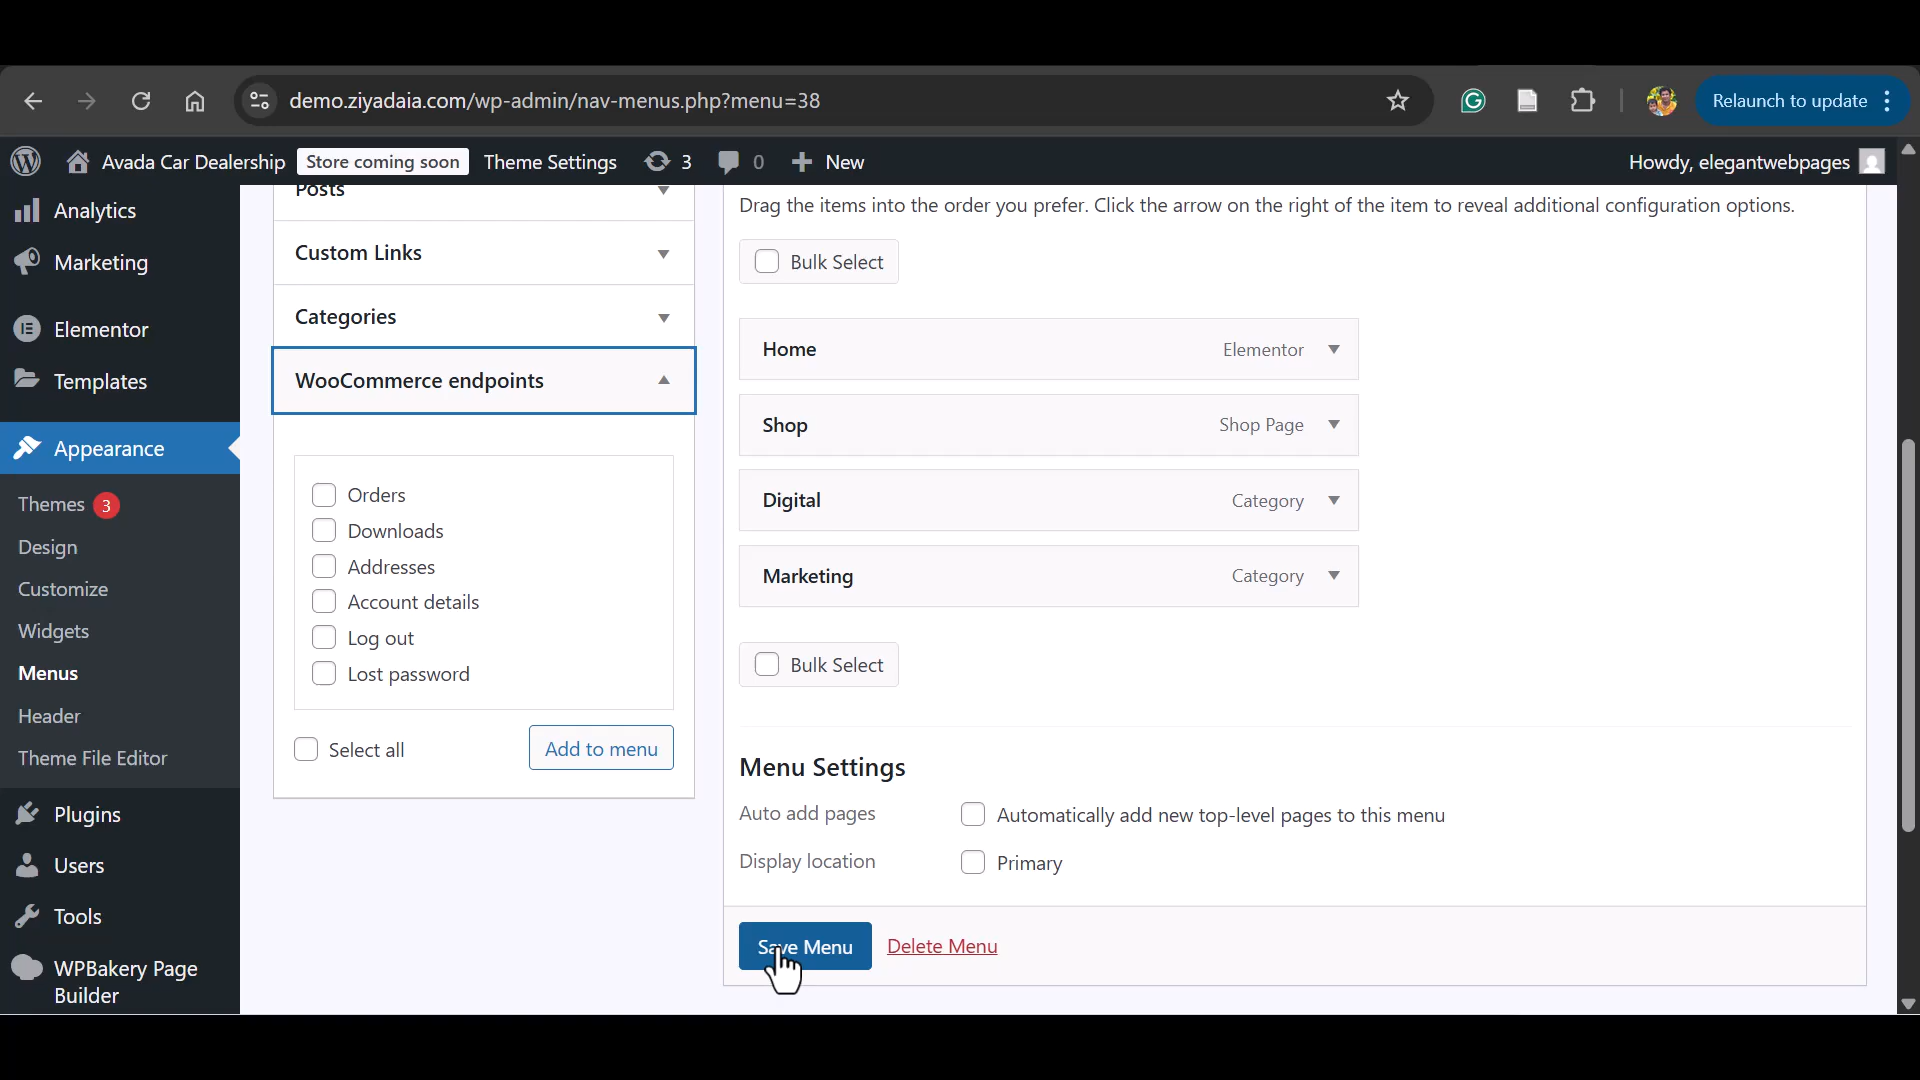 demo.ziyadaia.com/wp-admin/nav-menus.php?menu=38
Relaunch to update
Avada Car Dealership
Store coming soon
Theme Settings
3
0
New
Howdy, elegantwebpages
Analytics
Marketing
Elementor
Templates
Appearance
Themes 3
Design
Customize
Widgets
Menus
Header
Theme File Editor
Plugins
Users
Tools
WPBakery Page
Builder
Posts
Custom Links
Categories
WooCommerce endpoints
Orders
Downloads
Addresses
Account details
Log out
Lost password
Select all
Add to menu
Drag the items into the order you prefer. Click the arrow on the right of the item to reveal additional configuration options.
Bulk Select
Home Elementor
Shop Shop Page
Digital Category
Marketing Category
Bulk Select
Menu Settings
Auto add pages
Automatically add new top-level pages to this menu
Display location
Primary
Save Menu
Delete Menu